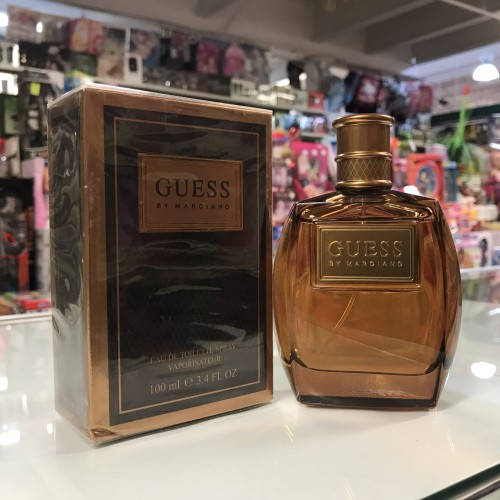 GUESS
BY MARCIANO
EAU DE TOILETTE SPRAY
VAPORISATEUR
100 ml ℮ 3.4 FL OZ
GUESS
BY MARCIANO